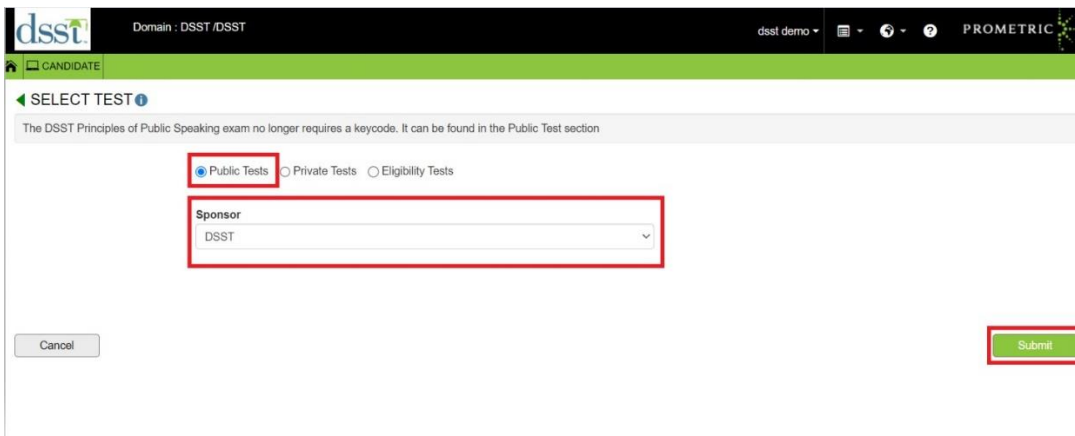 dsst
Domain : DSST /DSST
dsst demo
PROMETRIC
CANDIDATE
SELECT TEST
The DSST Principles of Public Speaking exam no longer requires a keycode. It can be found in the Public Test section
Public Tests Private Tests Eligibility Tests
Sponsor
DSST
Cancel
Submit